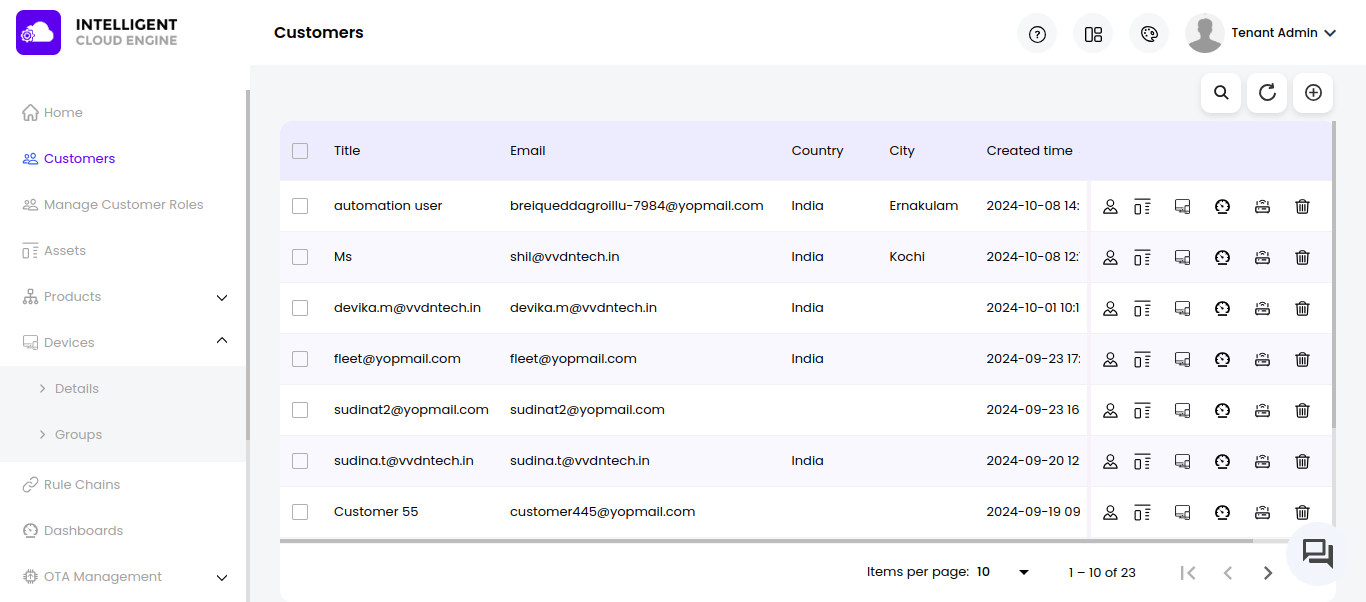 INTELLIGENT
CLOUD ENGINE
Customers
Tenant Admin
Home
Customers
Manage Customer Roles
Assets
Products
Devices
Details
Groups
Rule Chains
Dashboards
OTA Management
Title Email Country City Created time
automation user breiqueddagroillu-7984@yopmail.com India Ernakulam 2024-10-08 14:
Ms shil@vvdntech.in India Kochi 2024-10-08 12:
devika.m@vvdntech.in devika.m@vvdntech.in India 2024-10-01 10:1
fleet@yopmail.com fleet@yopmail.com India 2024-09-23 17:
sudinat2@yopmail.com sudinat2@yopmail.com 2024-09-23 16
sudina.t@vvdntech.in sudina.t@vvdntech.in India 2024-09-20 12
Customer 55 customer445@yopmail.com 2024-09-19 09
Items per page: 10 1 – 10 of 23